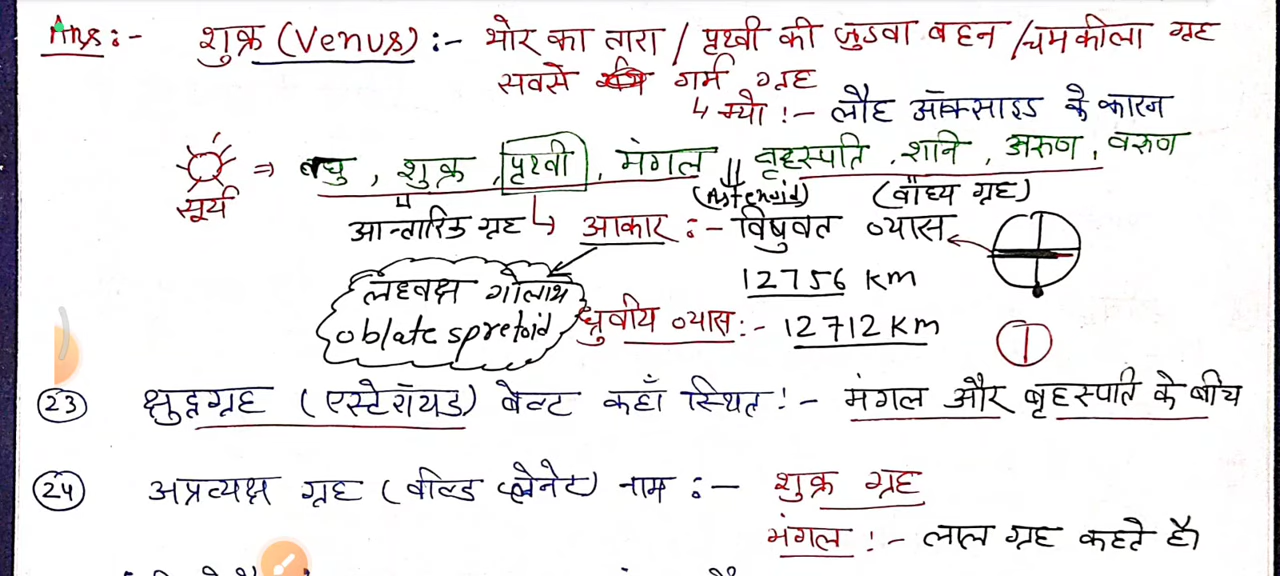 Ans:- शुक्र (Venus):- भोर का तारा / पृथ्वी की जुडवा बहन / चमकीला ग्रह
सबसे गर्म ग्रह
↳ क्यो :- लौह ऑक्साइड के कारन
सूर्य ⇒ बुध, शुक्र, पृथ्वी, मंगल || बृहस्पति, शनि, अरुण, वरुण
(Asteroid) (बाँध्य ग्रह)
आन्तारिक ग्रह ↳ आकार :- विषुवत व्यास
12756 KM
लध्वक्ष गोलाभ
oblate spretoid
ध्रुवीय व्यास:- 12712 KM
(23) क्षुद्रग्रह (एस्टेरॉयड) बेल्ट कहाँ स्थित :- मंगल और बृहस्पति के बीच
(24) अप्रत्यक्ष ग्रह (वील्ड प्लेनेट) नाम :- शुक्र ग्रह
मंगल :- लाल ग्रह कहते है।